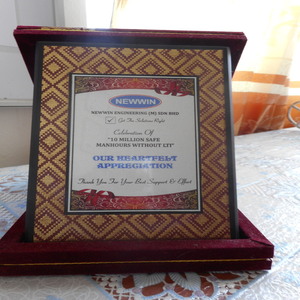 NEWWIN
NEWWIN ENGINEERING (M) SDN BHD
Get The Solutions Right
Celebration Of
"10 MILLION SAFE
MANHOURS WITHOUT LTI"
OUR HEARTFELT
APPRECIATION
Thank You For Your Best Support & Effort